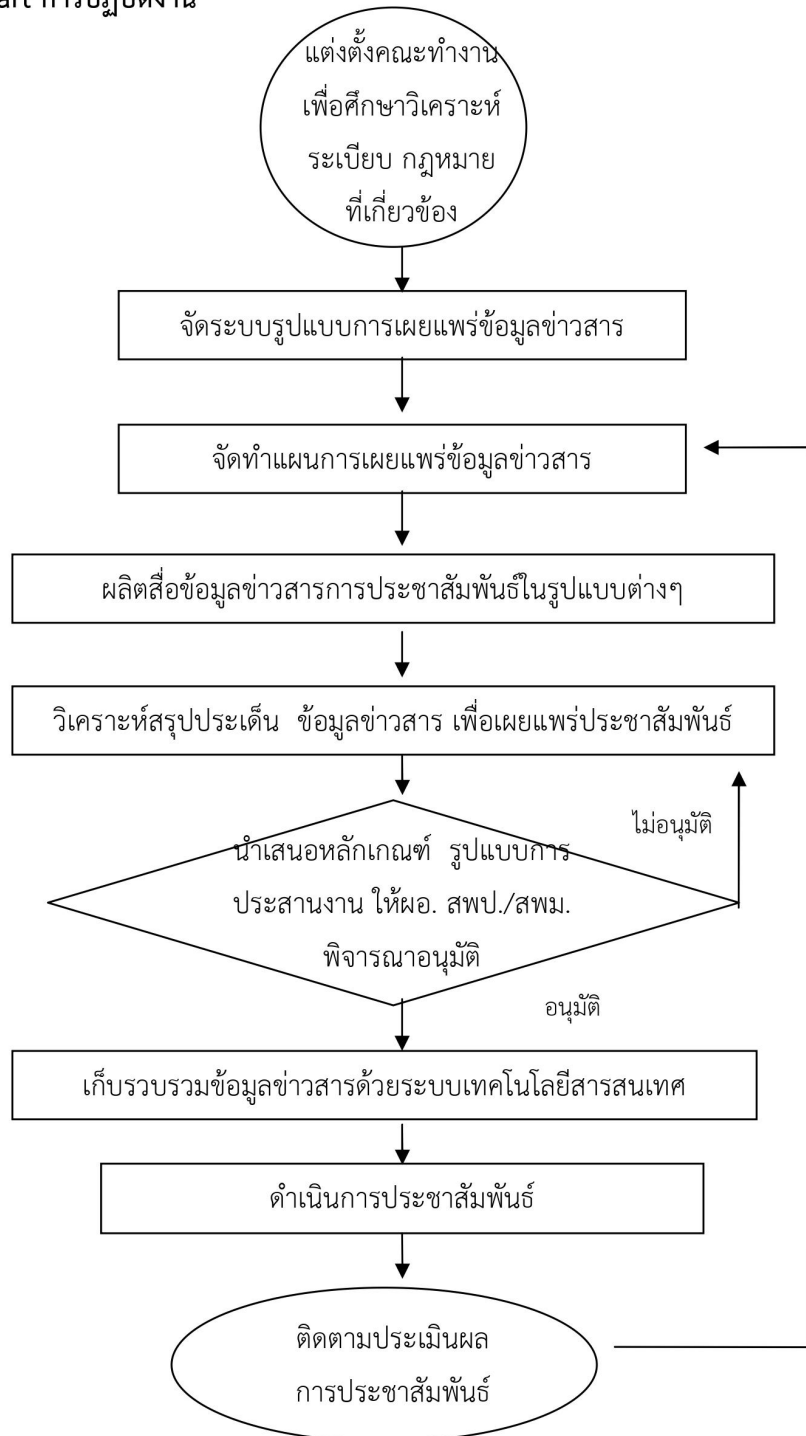 แต่งตั้งคณะทำงาน
เพื่อศึกษาวิเคราะห์
ระเบียบ กฎหมาย
ที่เกี่ยวข้อง
จัดระบบรูปแบบการเผยแพร่ข้อมูลข่าวสาร
จัดทำแผนการเผยแพร่ข้อมูลข่าวสาร
ผลิตสื่อข้อมูลข่าวสารการประชาสัมพันธ์ในรูปแบบต่างๆ
วิเคราะห์สรุปประเด็น ข้อมูลข่าวสาร เพื่อเผยแพร่ประชาสัมพันธ์
ไม่อนุมัติ
นำเสนอหลักเกณฑ์ รูปแบบการ
ประสานงาน ให้ผอ. สพป./สพม.
พิจารณาอนุมัติ
อนุมัติ
เก็บรวบรวมข้อมูลข่าวสารด้วยระบบเทคโนโลยีสารสนเทศ
ดำเนินการประชาสัมพันธ์
ติดตามประเมินผล
การประชาสัมพันธ์